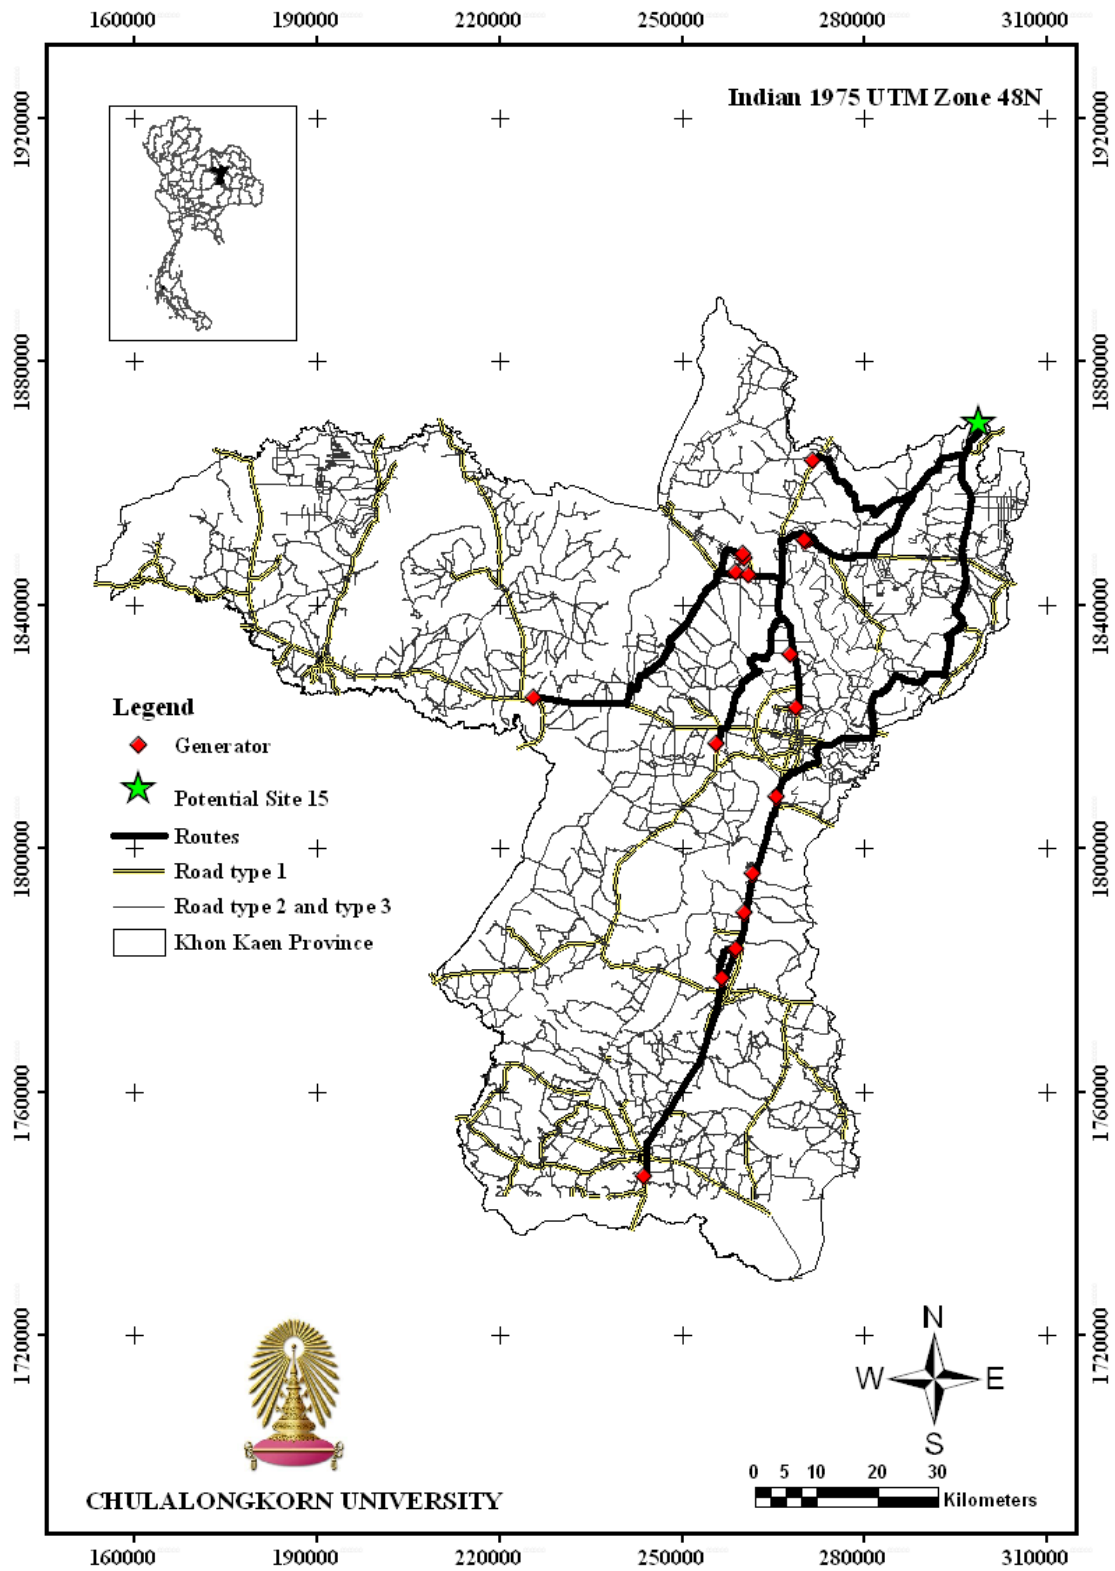 160000 190000 220000 250000 280000 310000
Indian 1975 UTM Zone 48N
1920000 1920000
1880000 1880000
1840000 1840000
Legend
Generator
Potential Site 15
Routes
1800000 1800000
Road type 1
Road type 2 and type 3
Khon Kaen Province
1760000 1760000
1720000 1720000
N
W E
S
0 5 10 20 30
Kilometers
CHULALONGKORN UNIVERSITY
160000 190000 220000 250000 280000 310000